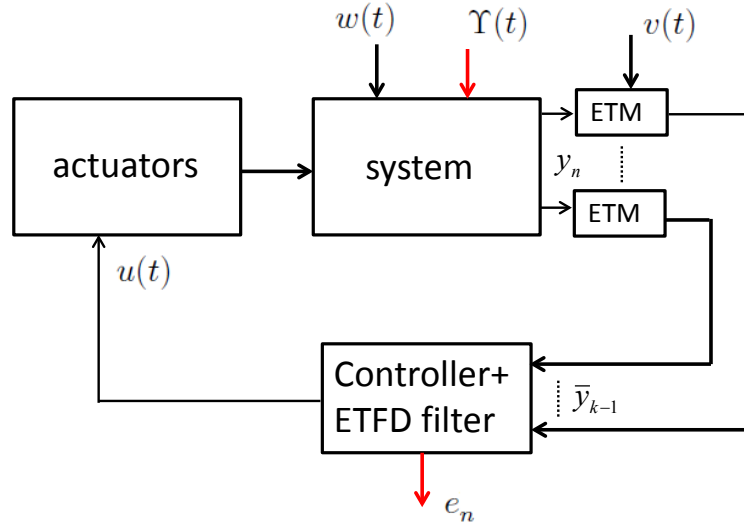 w(t)
Υ(t)
v(t)
actuators
system
ETM
y_n
ETM
u(t)
Controller+
ETFD filter
ȳ_{k−1}
e_n